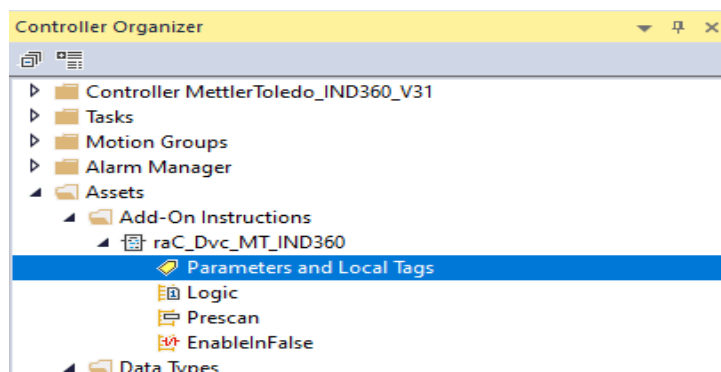 Controller Organizer
Controller MettlerToledo_IND360_V31
Tasks
Motion Groups
Alarm Manager
Assets
Add-On Instructions
raC_Dvc_MT_IND360
Parameters and Local Tags
Logic
Prescan
EnableInFalse
Data Types